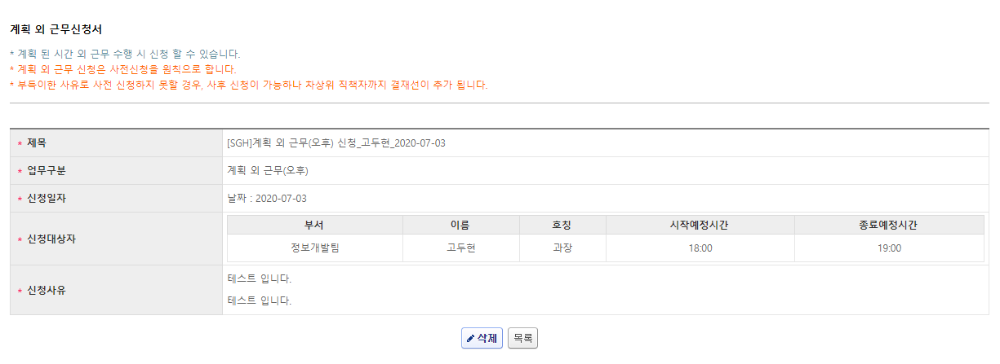 계획 외 근무신청서
* 계획 된 시간 외 근무 수행 시 신청 할 수 있습니다.
* 계획 외 근무 신청은 사전신청을 원칙으로 합니다.
* 부득이한 사유로 사전 신청하지 못할 경우, 사후 신청이 가능하나 차상위 직책자까지 결재선이 추가 됩니다.
* 제목 [SGH]계획 외 근무(오후) 신청_고두현_2020-07-03
* 업무구분 계획 외 근무(오후)
* 신청일자 날짜 : 2020-07-03
* 신청대상자
부서 이름 호칭 시작예정시간 종료예정시간
정보개발팀 고두현 과장 18:00 19:00
* 신청사유
테스트 입니다.
테스트 입니다.
삭제 목록